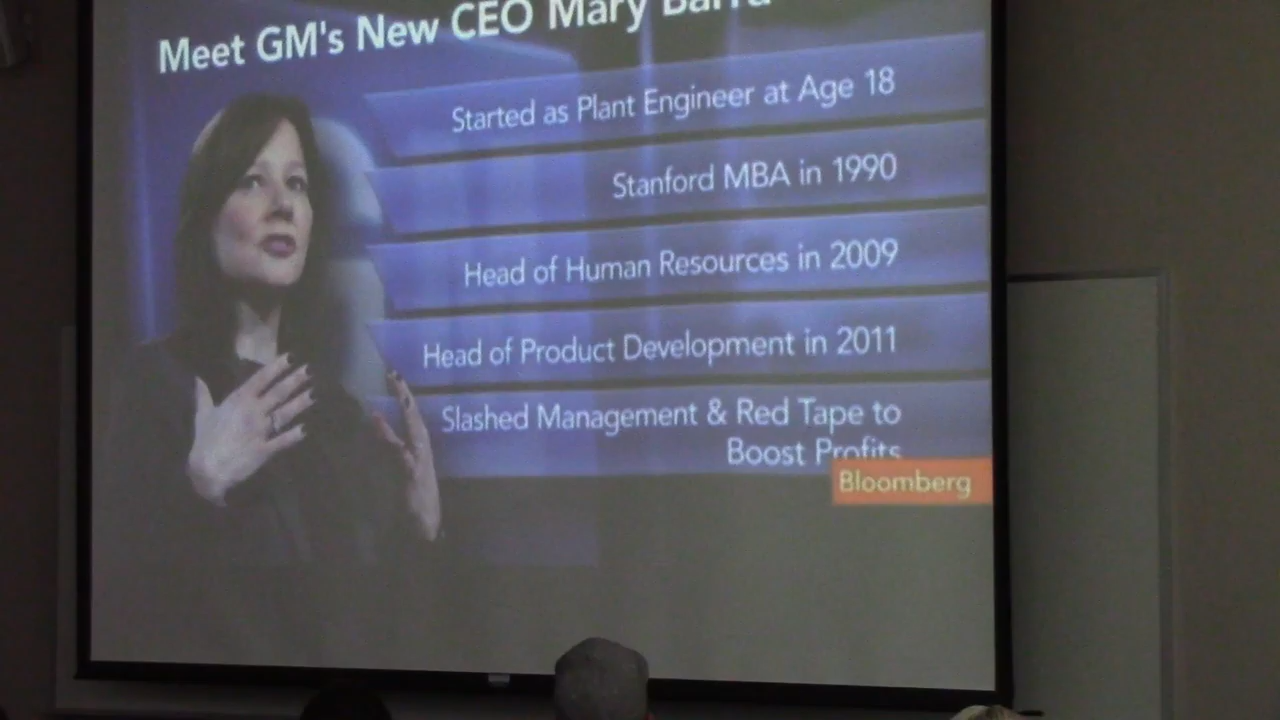 Meet GM's New CEO Mary Barra
Started as Plant Engineer at Age 18
Stanford MBA in 1990
Head of Human Resources in 2009
Head of Product Development in 2011
Slashed Management & Red Tape to
Boost Profits
Bloomberg